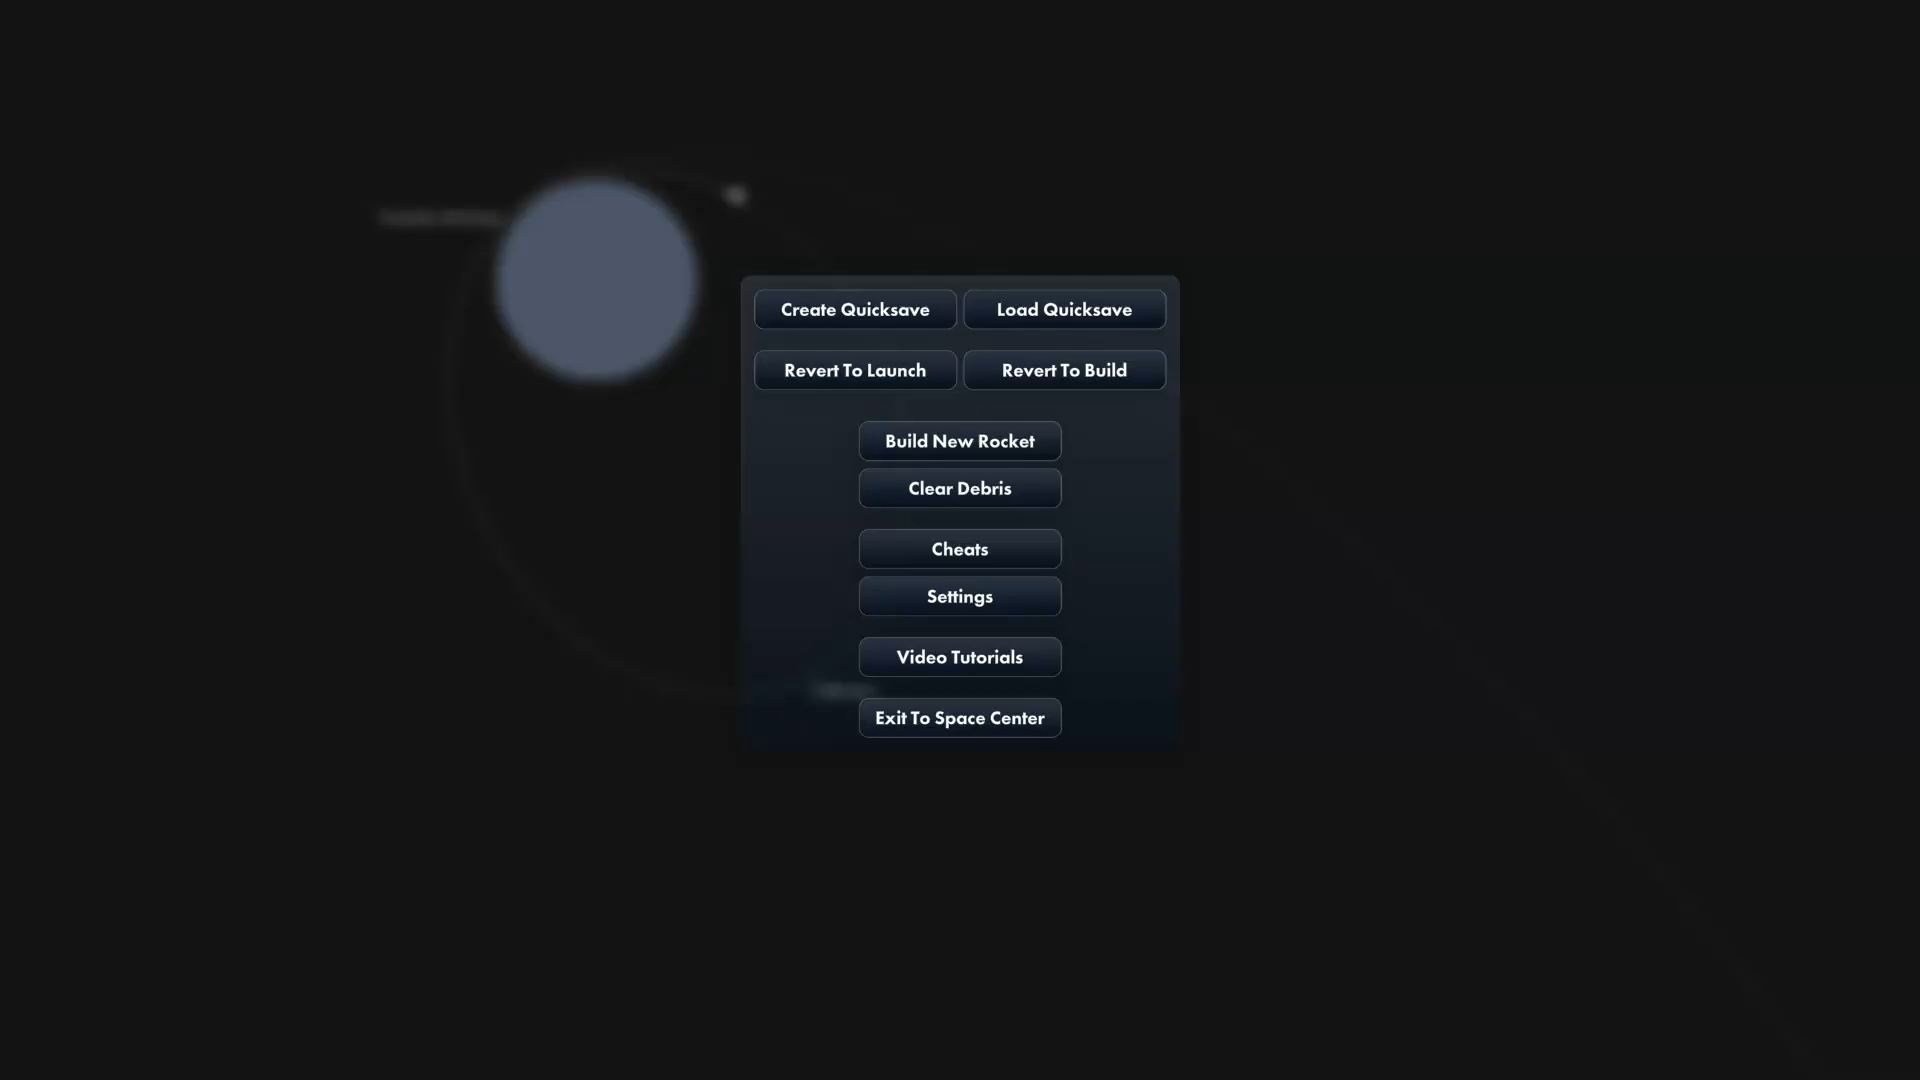 Create Quicksave
Load Quicksave
Revert To Launch
Revert To Build
Build New Rocket
Clear Debris
Cheats
Settings
Video Tutorials
Exit To Space Center